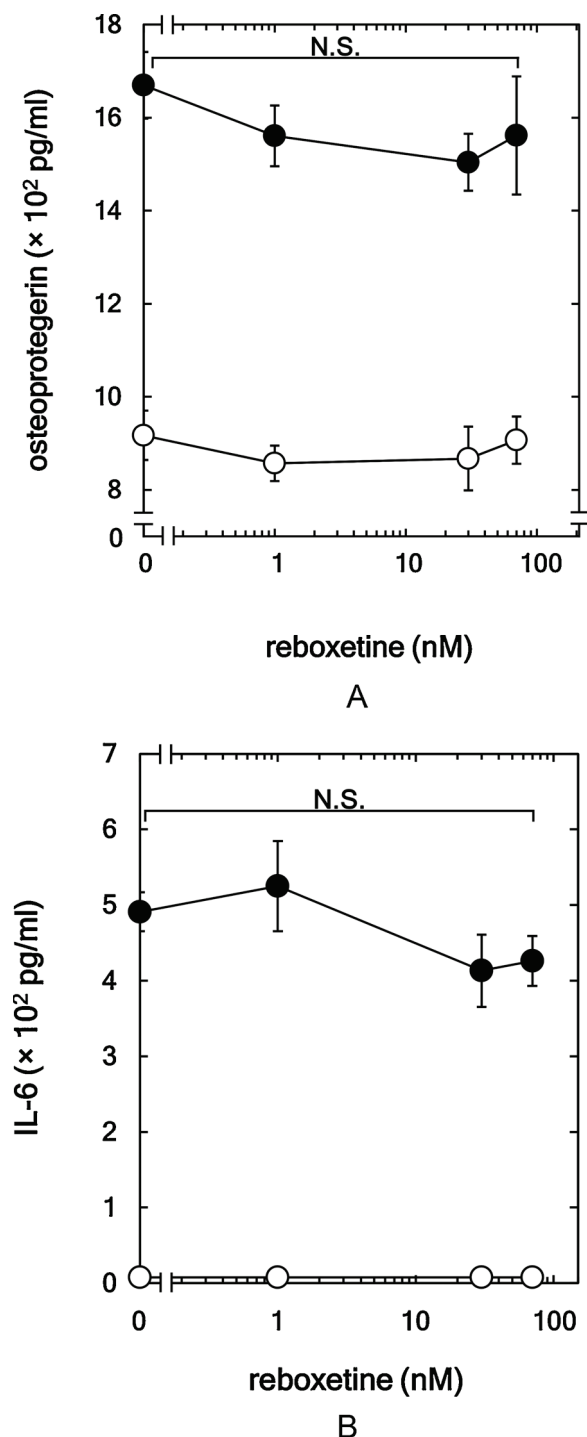 18
16
14
12
10
8
0
osteoprotegerin (× 10² pg/ml)
N.S.
0
1
10
100
reboxetine (nM)
A
7
6
5
4
3
2
1
0
IL-6 (× 10² pg/ml)
N.S.
0
1
10
100
reboxetine (nM)
B